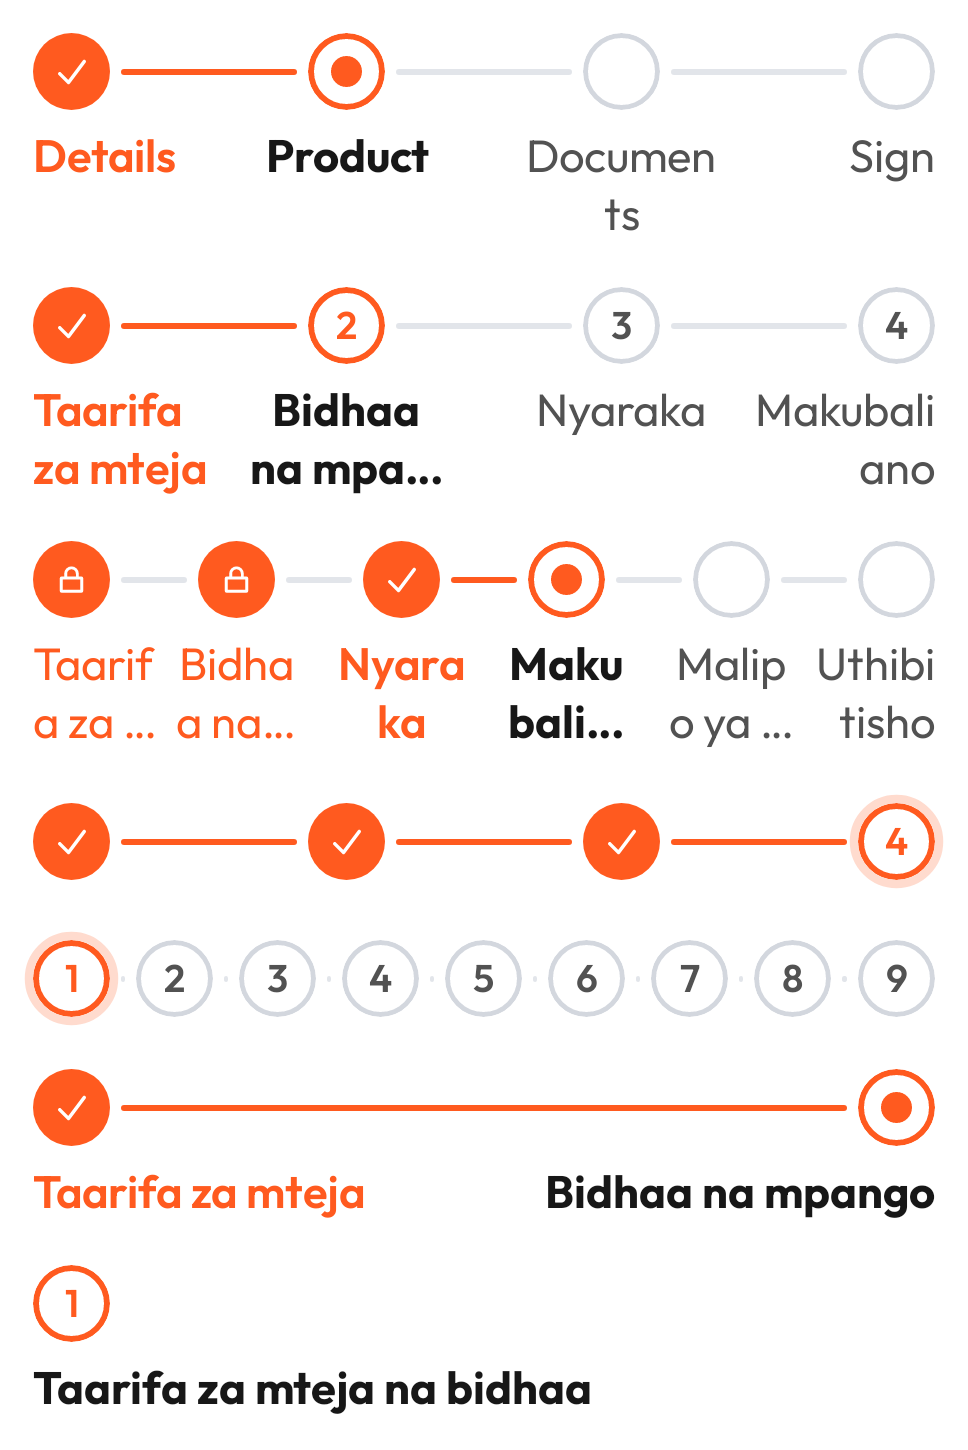 Details Product Documen Sign
ts
2 3 4
Taarifa Bidhaa Nyaraka Makubali
za mteja na mpa... ano
Taarif Bidha Nyara Maku Malip Uthibi
a za ... a na... ka bali... o ya ... tisho
4
1 2 3 4 5 6 7 8 9
Taarifa za mteja Bidhaa na mpango
1
Taarifa za mteja na bidhaa